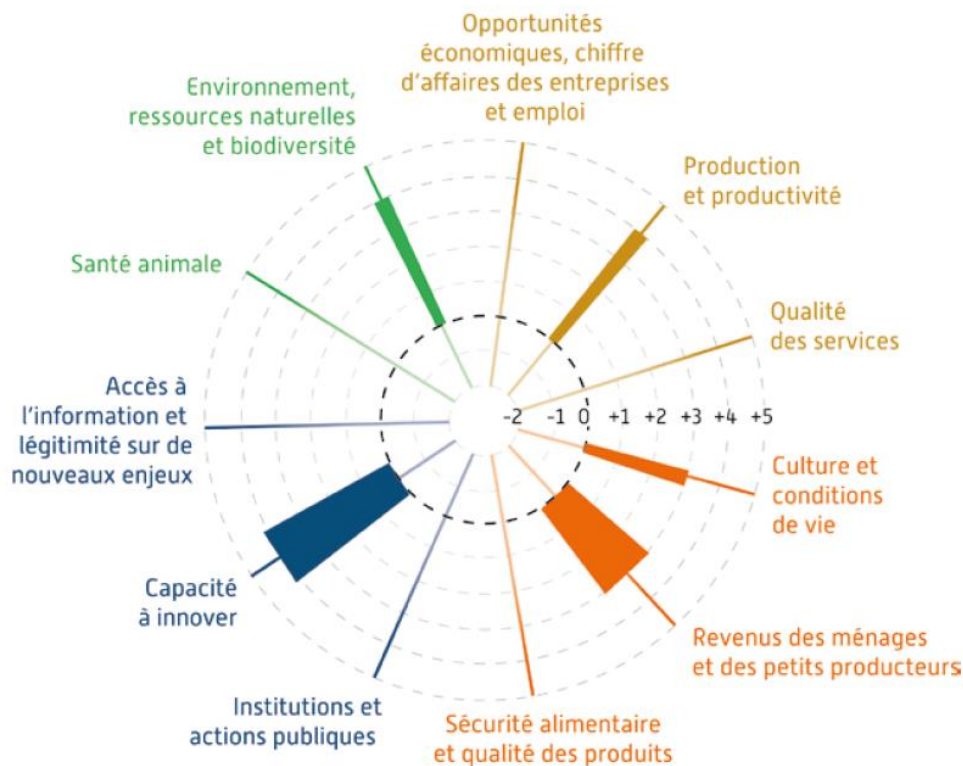 Opportunités
économiques, chiffre
d'affaires des entreprises
et emploi
Environnement,
ressources naturelles
et biodiversité
Production
et productivité
Santé animale
Qualité
des services
Accès à
l'information et
légitimité sur de
nouveaux enjeux
-2 -1 0 +1 +2 +3 +4 +5
Culture et
conditions
de vie
Capacité
à innover
Revenus des ménages
et des petits producteurs
Institutions et
actions publiques
Sécurité alimentaire
et qualité des produits